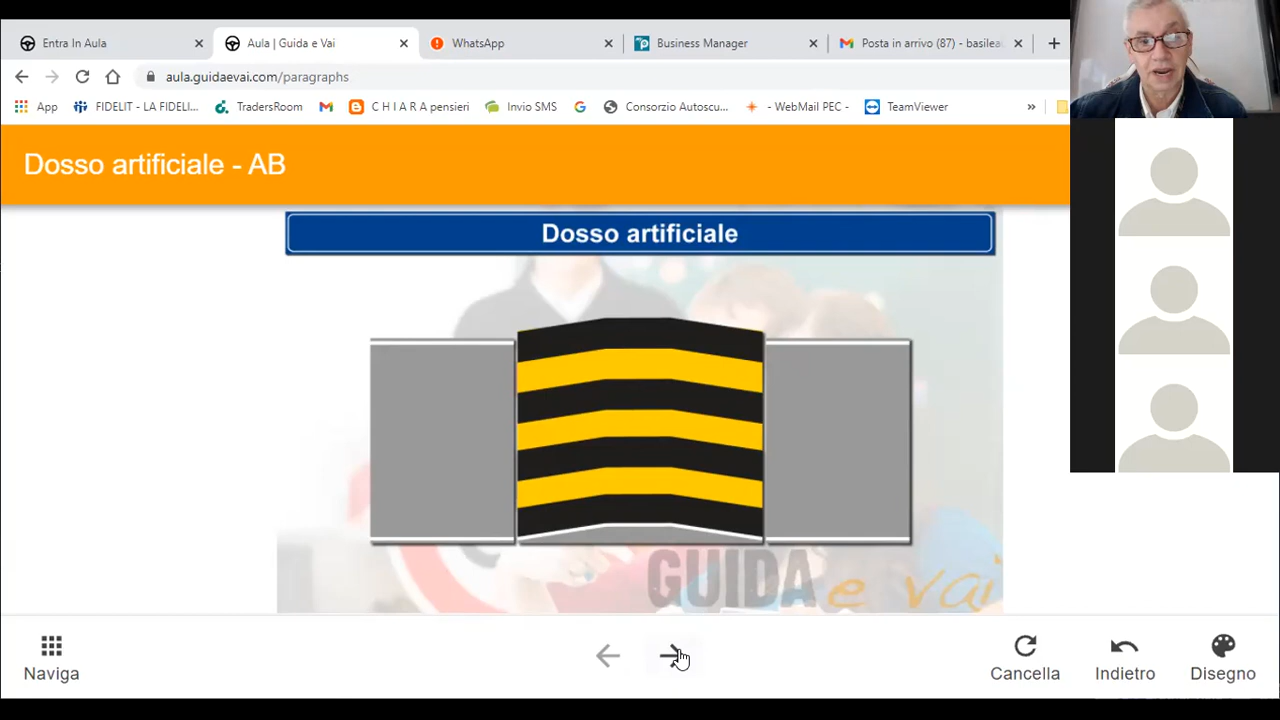 Entra In Aula
Aula | Guida e Vai
WhatsApp
Business Manager
Posta in arrivo (87) - basilea
aula.guidaevai.com/paragraphs
App
FIDELIT - LA FIDELI...
TradersRoom
C H I A R A pensieri
Invio SMS
Consorzio Autoscu...
- WebMail PEC -
TeamViewer
»
Dosso artificiale - AB
Dosso artificiale
GUIDA
e vai
Naviga
Cancella
Indietro
Disegno